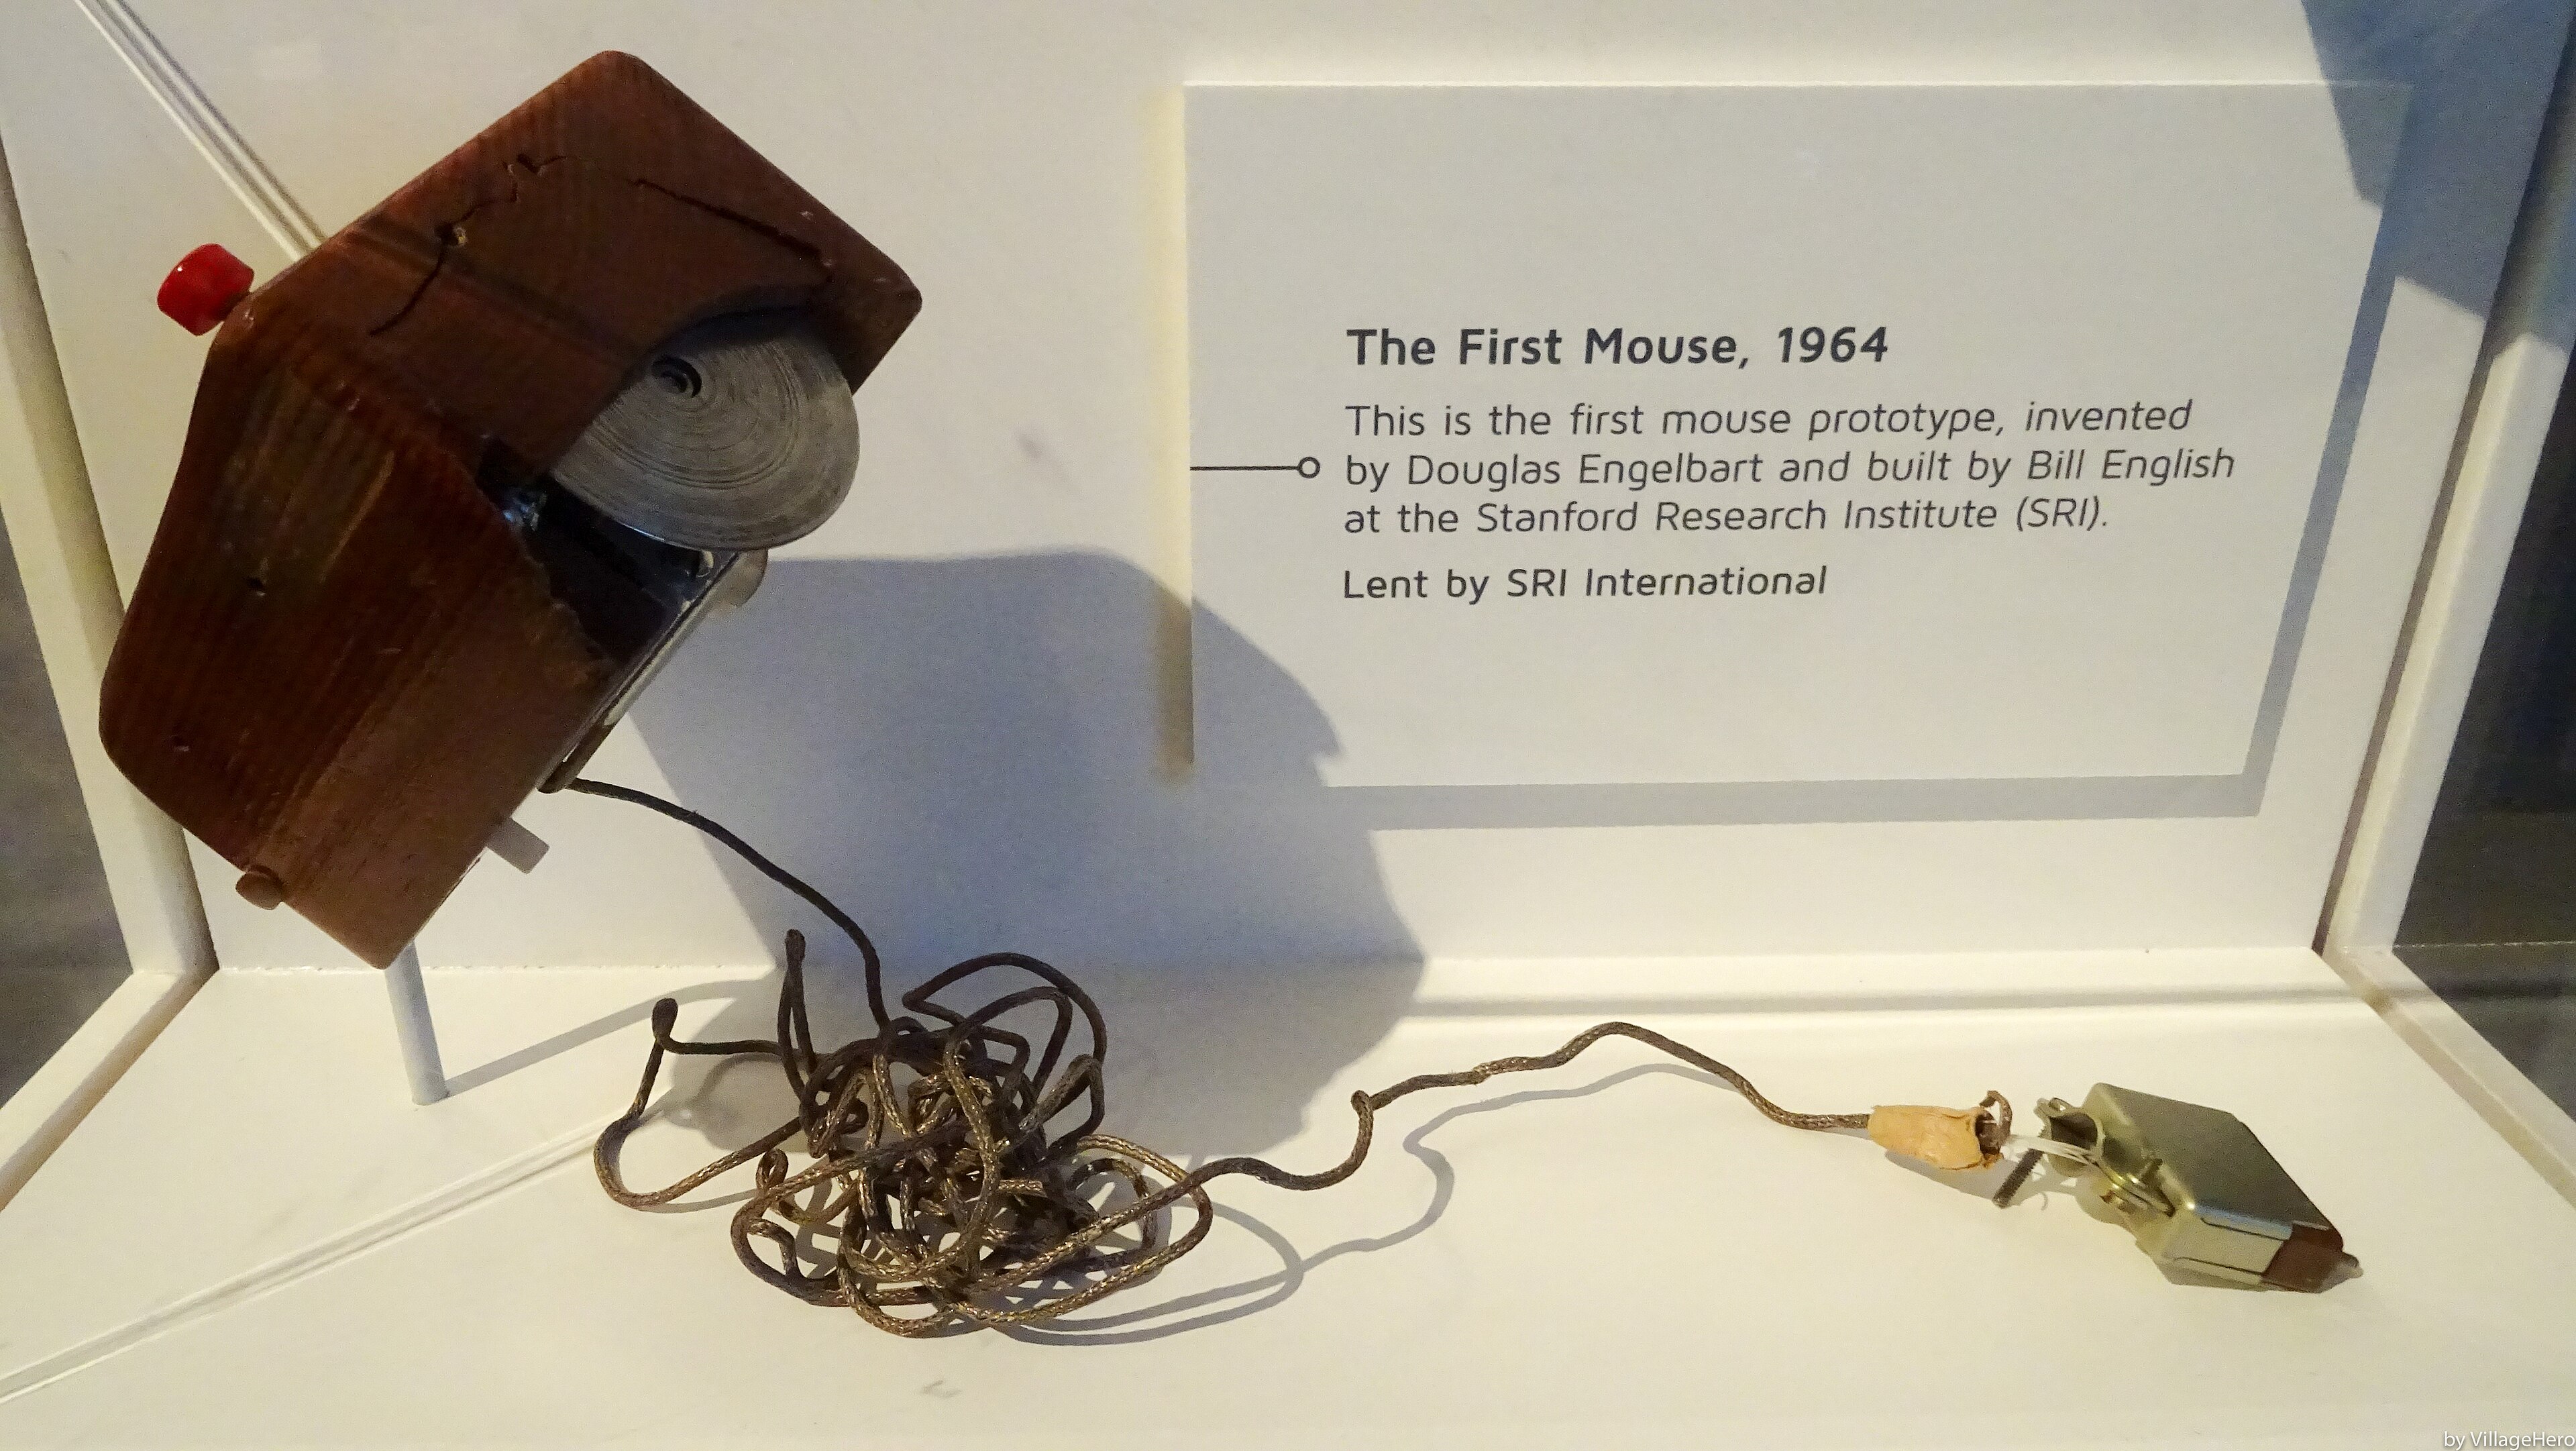 The First Mouse, 1964
This is the first mouse prototype, invented
by Douglas Engelbart and built by Bill English
at the Stanford Research Institute (SRI).
Lent by SRI International
by VillageHero